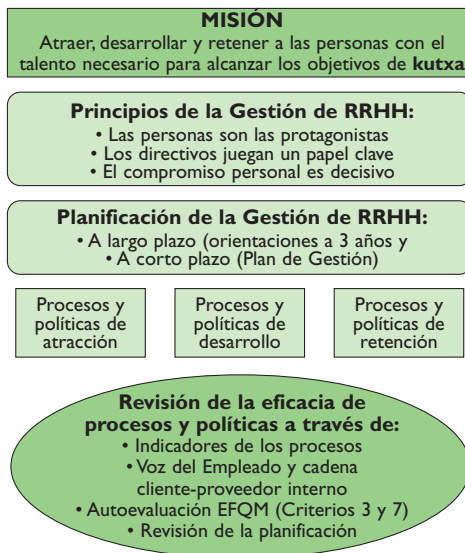 MISIÓN
Atraer, desarrollar y retener a las personas con el
talento necesario para alcanzar los objetivos de kutxa
Principios de la Gestión de RRHH:
• Las personas son las protagonistas
• Los directivos juegan un papel clave
• El compromiso personal es decisivo
Planificación de la Gestión de RRHH:
• A largo plazo (orientaciones a 3 años y
• A corto plazo (Plan de Gestión)
Procesos y
políticas de
atracción
Procesos y
políticas de
desarrollo
Procesos y
políticas de
retención
Revisión de la eficacia de
procesos y políticas a través de:
• Indicadores de los procesos
• Voz del Empleado y cadena
cliente-proveedor interno
• Autoevaluación EFQM (Criterios 3 y 7)
• Revisión de la planificación